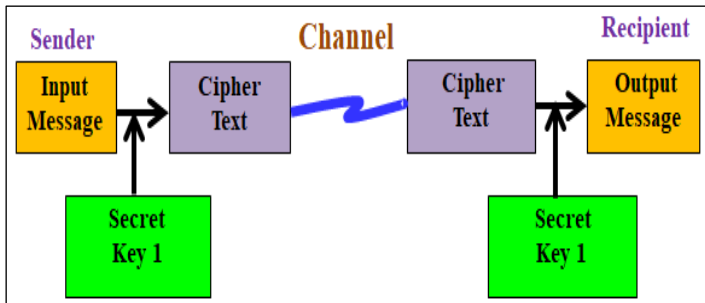 Sender
Channel
Recipient
Input
Message
Cipher
Text
Cipher
Text
Output
Message
Secret
Key 1
Secret
Key 1